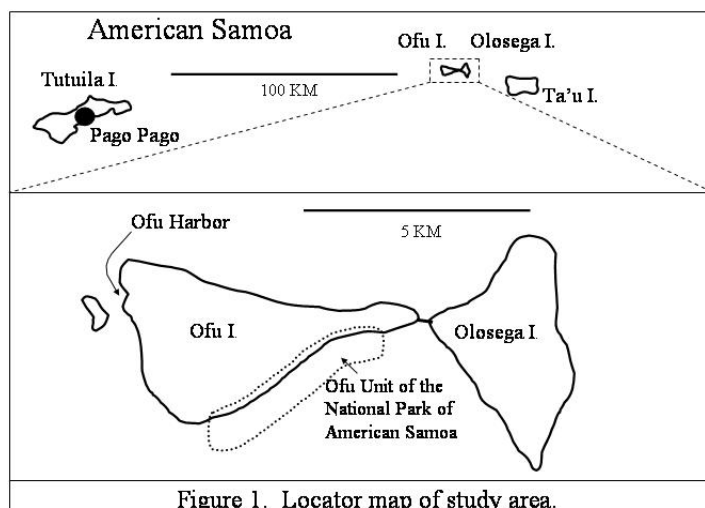 American Samoa
Ofu I. Olosega I.
Tutuila I.
100 KM
Ta'u I.
Pago Pago
Ofu Harbor
5 KM
Ofu I.
Olosega I.
Ofu Unit of the
National Park of
American Samoa
Figure 1. Locator map of study area.